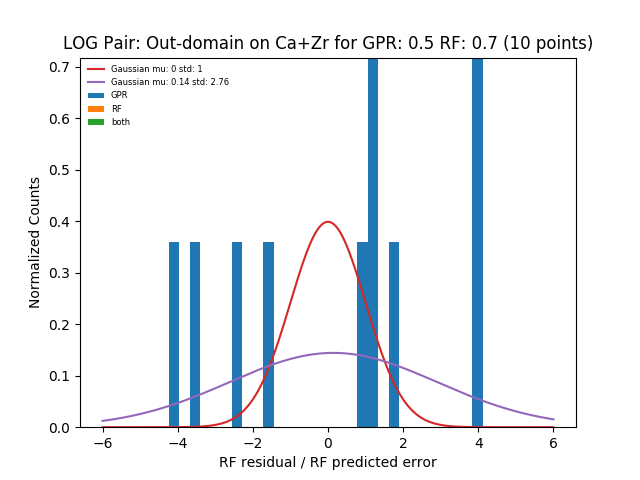 LOG Pair: Out-domain on Ca+Zr for GPR: 0.5 RF: 0.7 (10 points)
Gaussian mu: 0 std: 1
Gaussian mu: 0.14 std: 2.76
GPR
RF
both
Normalized Counts
0.7
0.6
0.5
0.4
0.3
0.2
0.1
0.0
−6
−4
−2
0
2
4
6
RF residual / RF predicted error